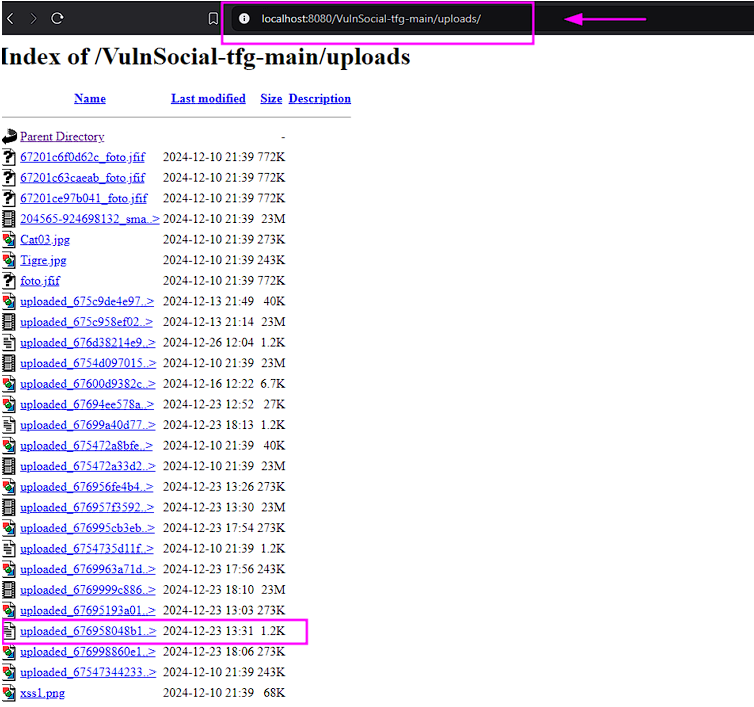 localhost:8080/VulnSocial-tfg-main/uploads/
Index of /VulnSocial-tfg-main/uploads
Name Last modified Size Description
Parent Directory -
67201c6f0d62c_foto.jfif 2024-12-10 21:39 772K
67201c63caeab_foto.jfif 2024-12-10 21:39 772K
67201ce97b041_foto.jfif 2024-12-10 21:39 772K
204565-924698132_sma..> 2024-12-10 21:39 23M
Cat03.jpg 2024-12-10 21:39 273K
Tigre.jpg 2024-12-10 21:39 243K
foto.jfif 2024-12-10 21:39 772K
uploaded_675c9de4e97..> 2024-12-13 21:49 40K
uploaded_675c958ef02..> 2024-12-13 21:14 23M
uploaded_676d38214e9..> 2024-12-26 12:04 1.2K
uploaded_6754d097015..> 2024-12-10 21:39 23M
uploaded_67600d9382c..> 2024-12-16 12:22 6.7K
uploaded_67694ee578a..> 2024-12-23 12:52 27K
uploaded_67699a40d77..> 2024-12-23 18:13 1.2K
uploaded_675472a8bfe..> 2024-12-10 21:39 40K
uploaded_675472a33d2..> 2024-12-10 21:39 23M
uploaded_676956fe4b4..> 2024-12-23 13:26 273K
uploaded_676957f3592..> 2024-12-23 13:30 23M
uploaded_676995cb3eb..> 2024-12-23 17:54 273K
uploaded_6754735d11f..> 2024-12-10 21:39 1.2K
uploaded_6769963a71d..> 2024-12-23 17:56 243K
uploaded_6769999c886..> 2024-12-23 18:10 23M
uploaded_67695193a01..> 2024-12-23 13:03 273K
uploaded_676958048b1..> 2024-12-23 13:31 1.2K
uploaded_676998860e1..> 2024-12-23 18:06 273K
uploaded_67547344233..> 2024-12-10 21:39 243K
xss1.png 2024-12-10 21:39 68K